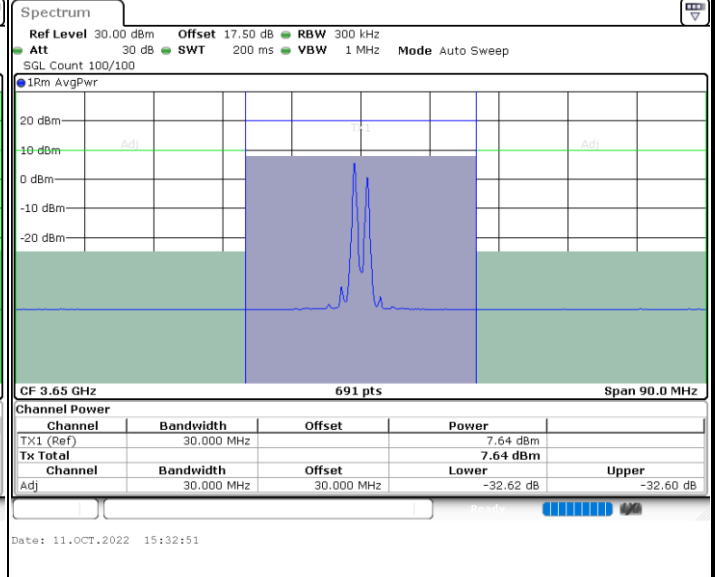 Spectrum
Ref Level 30.00 dBm Offset 17.50 dB RBW 300 kHz
Att 30 dB SWT 200 ms VBW 1 MHz Mode Auto Sweep
SGL Count 100/100
1Rm AvgPwr
20 dBm
TX1
Adj
Adj
10 dBm
0 dBm
-10 dBm
-20 dBm
CF 3.65 GHz 691 pts Span 90.0 MHz
Channel Power
Channel Bandwidth Offset Power
TX1 (Ref) 30.000 MHz 7.64 dBm
Tx Total 7.64 dBm
Channel Bandwidth Offset Lower Upper
Adj 30.000 MHz 30.000 MHz -32.62 dB -32.60 dB
Ready
Date: 11.OCT.2022 15:32:51